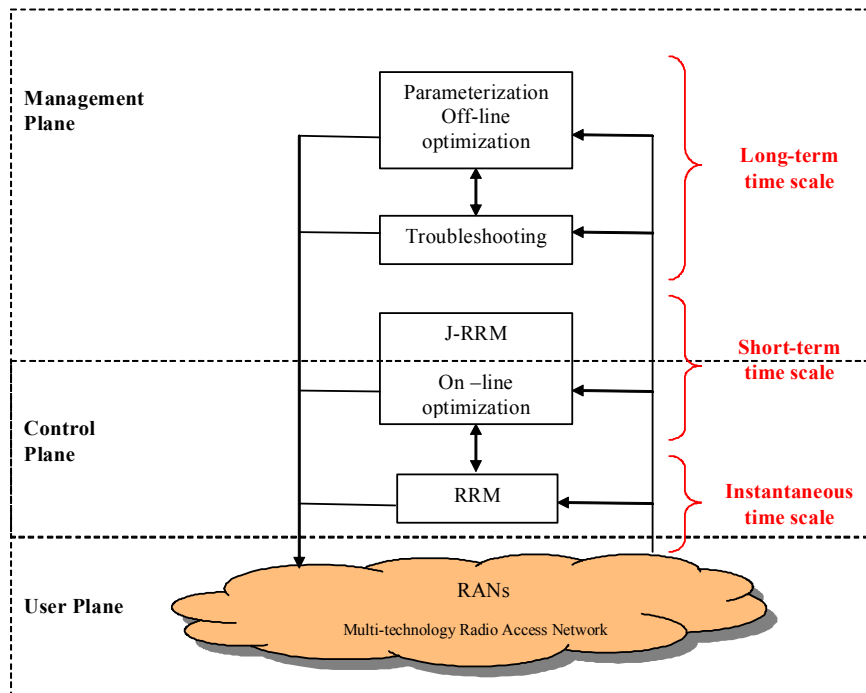 Management
Plane
Parameterization
Off-line
optimization
Long-term
time scale
Troubleshooting
J-RRM
Short-term
time scale
On –line
optimization
Control
Plane
RRM
Instantaneous
time scale
User Plane
RANs
Multi-technology Radio Access Network